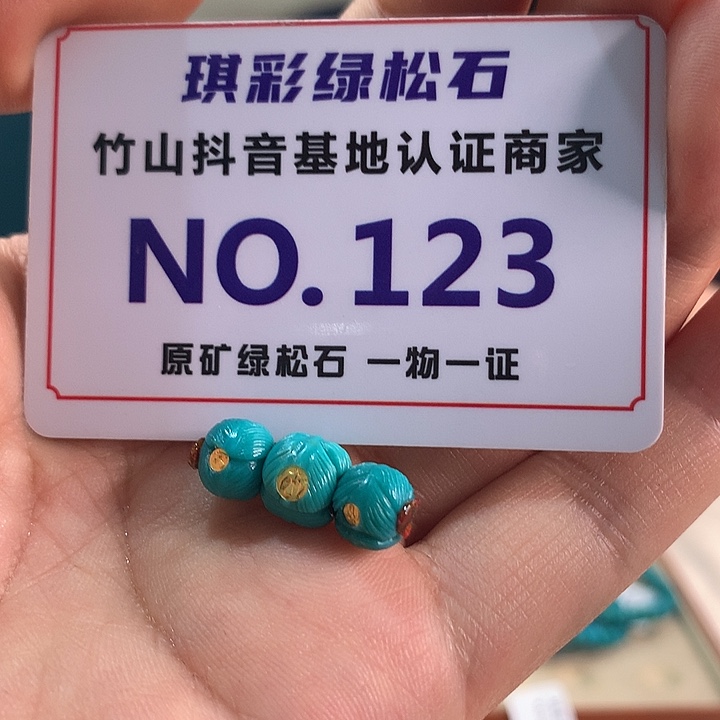 琪彩绿松石
竹山抖音基地认证商家
NO.123
原矿绿松石 一物一证